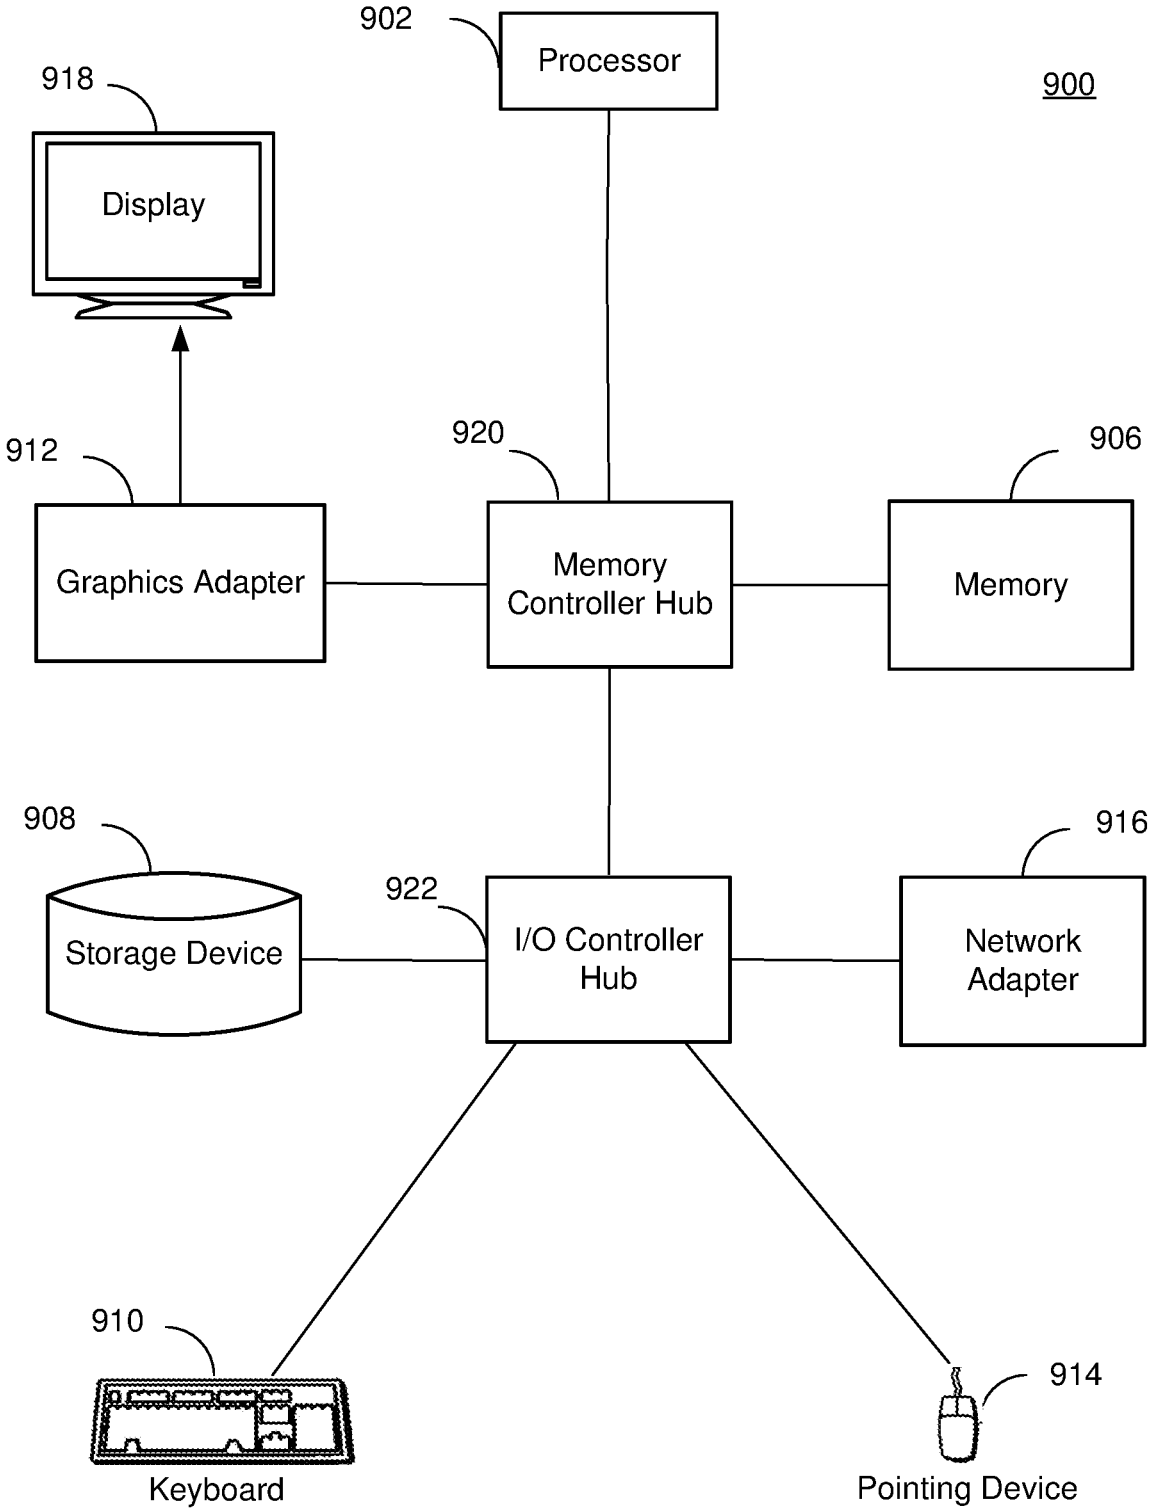 902
Processor
900
918
Display
920
906
912
Memory
Controller Hub
Graphics Adapter
Memory
908
916
922
I/O Controller
Hub
Storage Device
Network
Adapter
910
914
Keyboard
Pointing Device